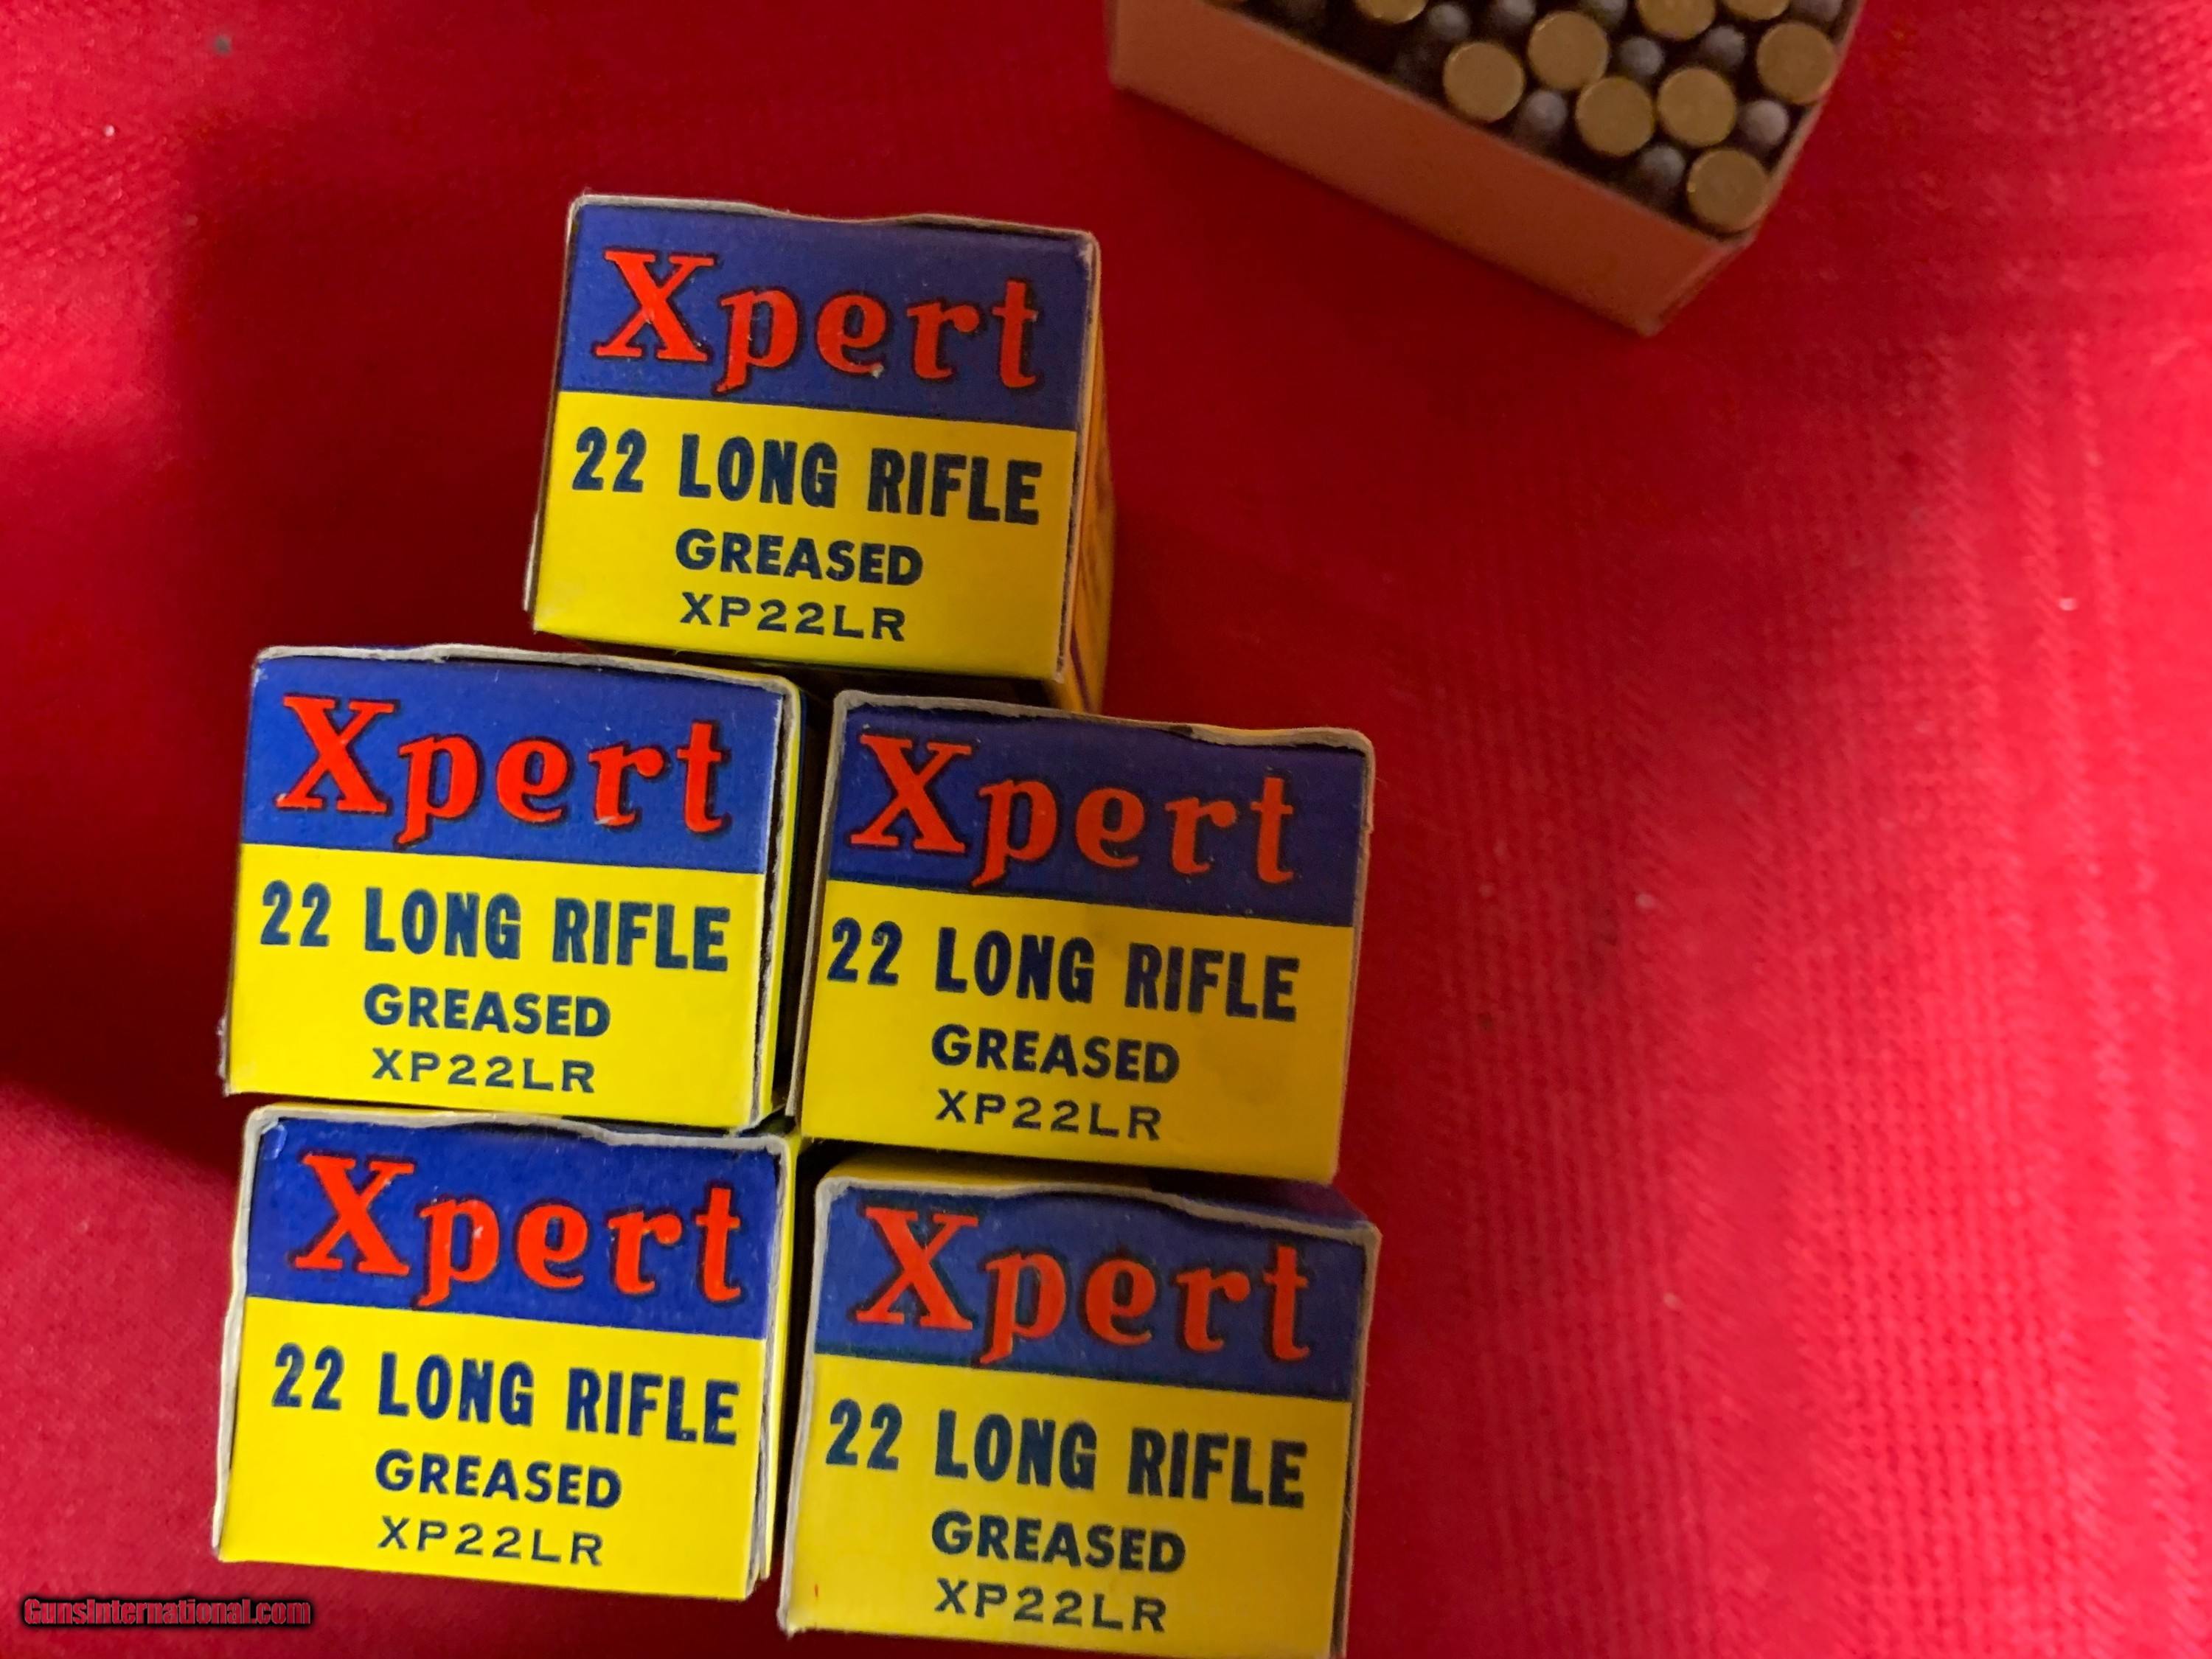 Xpert
22 LONG RIFLE
GREASED
XP22LR
Xpert
22 LONG RIFLE
GREASED
XP22LR
Xpert
22 LONG RIFLE
GREASED
XP22LR
Xpert
22 LONG RIFLE
GREASED
XP22LR
Xpert
22 LONG RIFLE
GREASED
XP22LR
GunsInternational.com